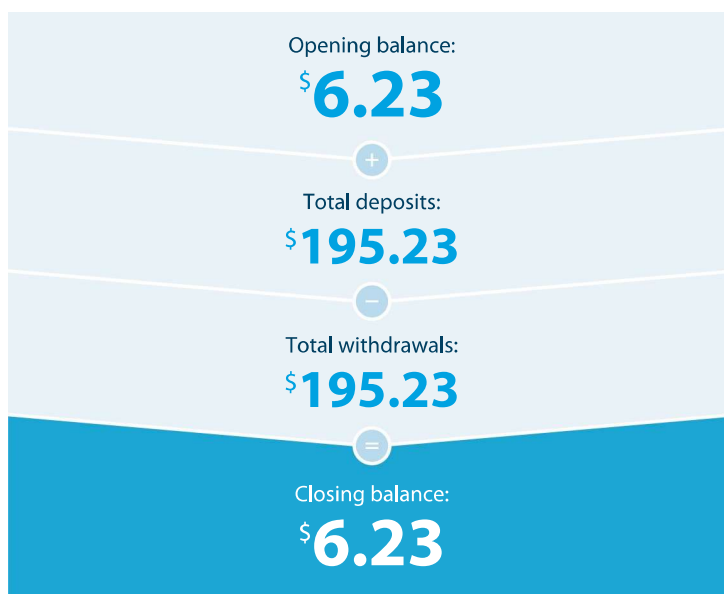 Opening balance:
$6.23
+
Total deposits:
$195.23
−
Total withdrawals:
$195.23
=
Closing balance:
$6.23